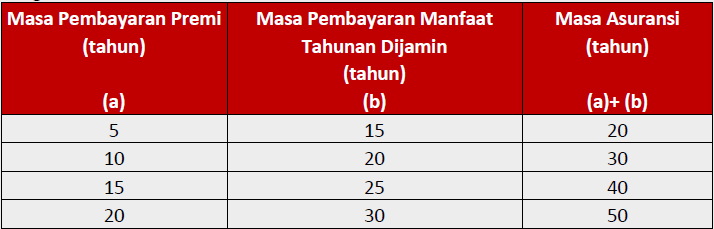 Masa Pembayaran Premi (tahun) (a)
Masa Pembayaran Manfaat Tahunan Dijamin (tahun) (b)
Masa Asuransi (tahun) (a)+ (b)
5 15 20
10 20 30
15 25 40
20 30 50